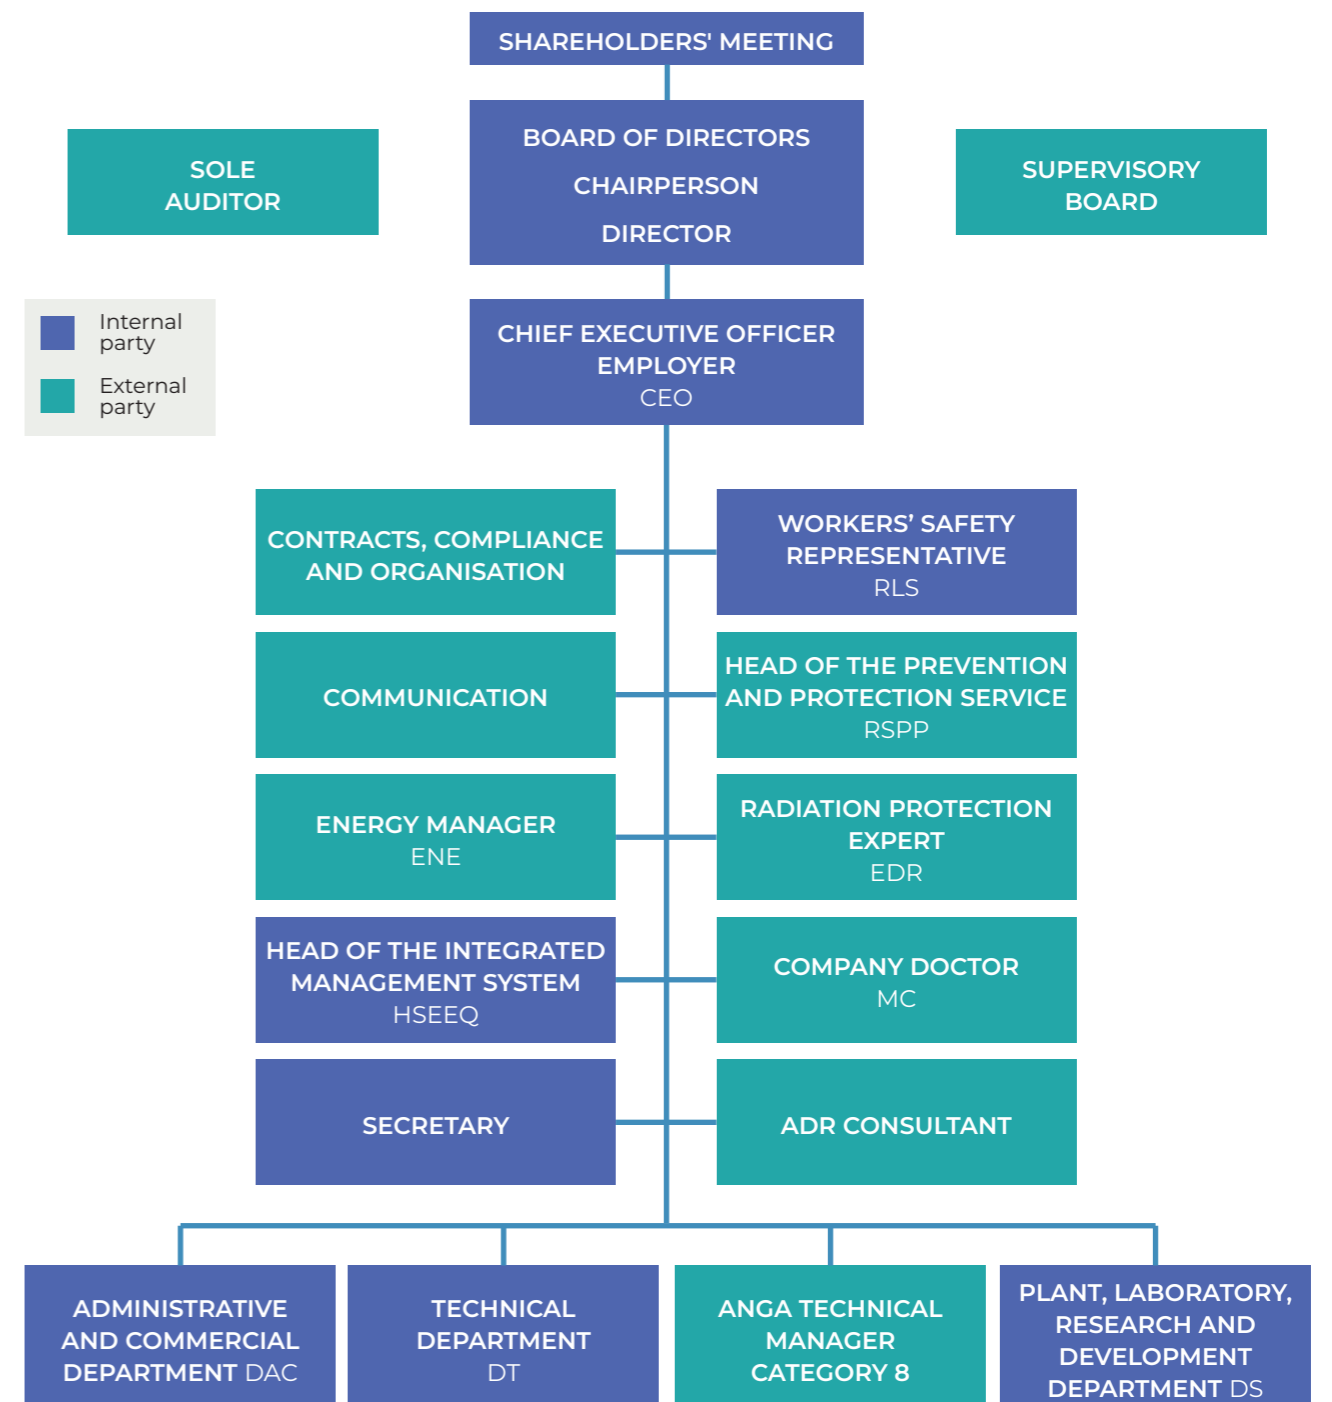 SHAREHOLDERS' MEETING
BOARD OF DIRECTORS
CHAIRPERSON
DIRECTOR
SOLE
AUDITOR
SUPERVISORY
BOARD
Internal
party
External
party
CHIEF EXECUTIVE OFFICER
EMPLOYER
CEO
CONTRACTS, COMPLIANCE
AND ORGANISATION
WORKERS’ SAFETY
REPRESENTATIVE
RLS
COMMUNICATION
HEAD OF THE PREVENTION
AND PROTECTION SERVICE
RSPP
ENERGY MANAGER
ENE
RADIATION PROTECTION
EXPERT
EDR
HEAD OF THE INTEGRATED
MANAGEMENT SYSTEM
HSEEQ
COMPANY DOCTOR
MC
SECRETARY
ADR CONSULTANT
ADMINISTRATIVE
AND COMMERCIAL
DEPARTMENT DAC
TECHNICAL
DEPARTMENT
DT
ANGA TECHNICAL
MANAGER
CATEGORY 8
PLANT, LABORATORY,
RESEARCH AND
DEVELOPMENT
DEPARTMENT DS